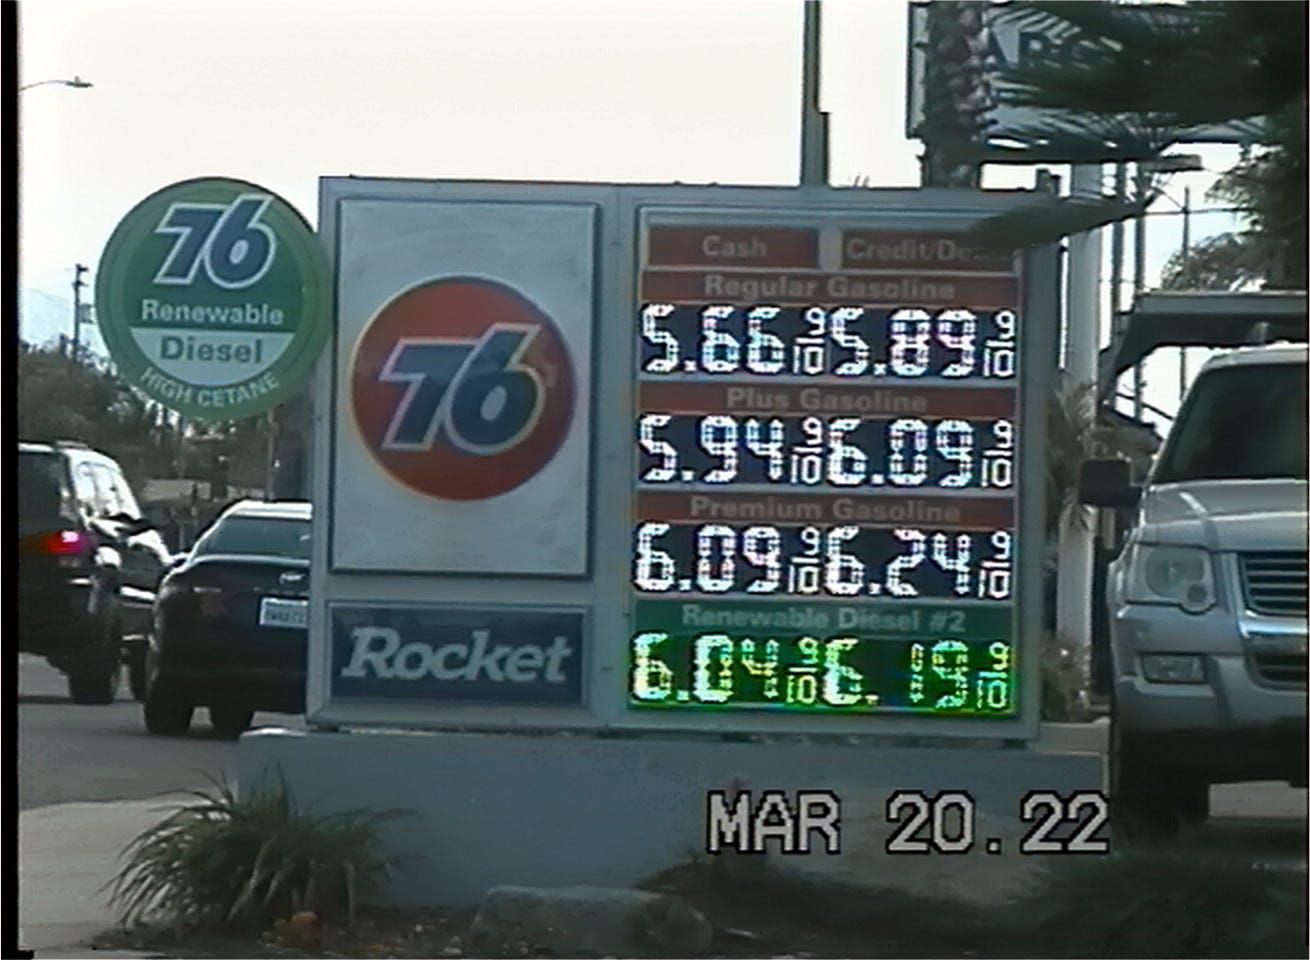 76
Renewable
Diesel
HIGH CETANE
76
Rocket
Cash Credit/De
Regular Gasoline
5.66 9/10 5.89 9/10
Plus Gasoline
5.94 9/10 6.09 9/10
Premium Gasoline
6.09 9/10 6.24 9/10
Renewable Diesel #2
6.04 9/10 6.19 9/10
MAR 20.22